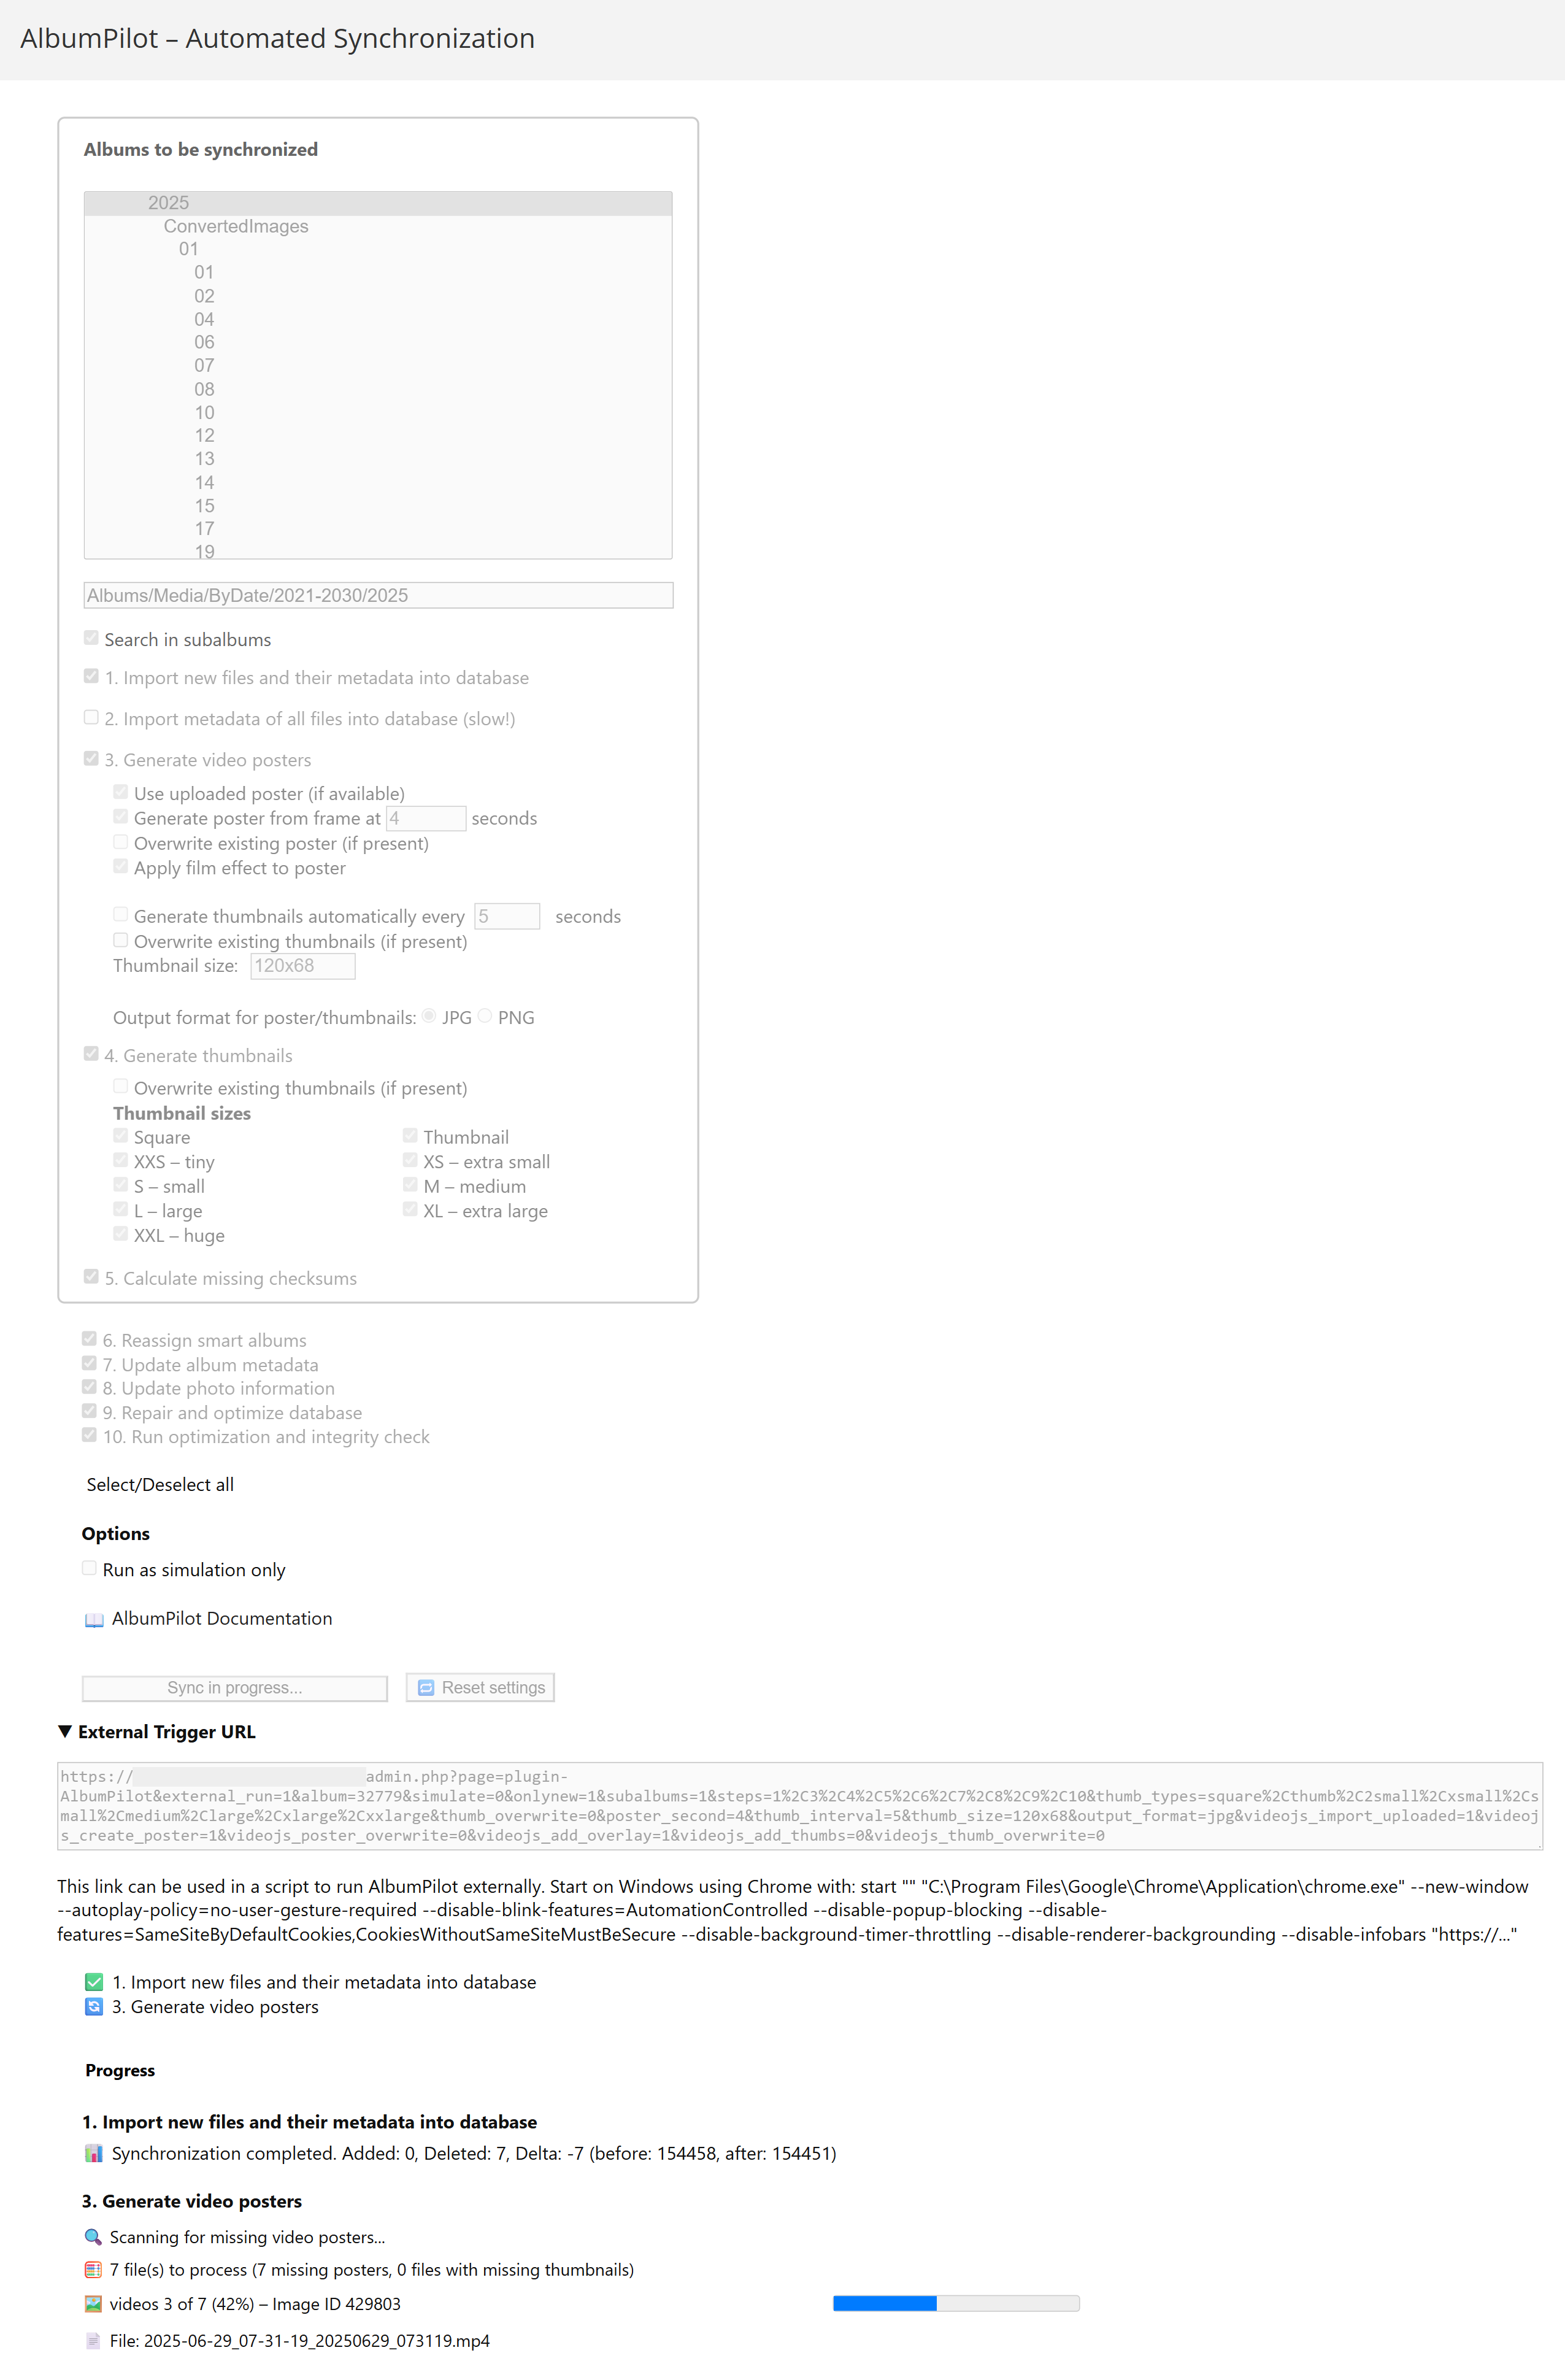 AlbumPilot – Automated Synchronization
Albums to be synchronized
2025
ConvertedImages
01
01
02
04
06
07
08
10
12
13
14
15
17
19
Albums/Media/ByDate/2021-2030/2025
Search in subalbums
1. Import new files and their metadata into database
2. Import metadata of all files into database (slow!)
3. Generate video posters
Use uploaded poster (if available)
Generate poster from frame at 4 seconds
Overwrite existing poster (if present)
Apply film effect to poster
Generate thumbnails automatically every 5 seconds
Overwrite existing thumbnails (if present)
Thumbnail size: 120x68
Output format for poster/thumbnails: JPG PNG
4. Generate thumbnails
Overwrite existing thumbnails (if present)
Thumbnail sizes
Square Thumbnail
XXS – tiny XS – extra small
S – small M – medium
L – large XL – extra large
XXL – huge
5. Calculate missing checksums
6. Reassign smart albums
7. Update album metadata
8. Update photo information
9. Repair and optimize database
10. Run optimization and integrity check
Select/Deselect all
Options
Run as simulation only
AlbumPilot Documentation
Sync in progress... Reset settings
▼ External Trigger URL
https:// admin.php?page=plugin-
AlbumPilot&external_run=1&album=32779&simulate=0&onlynew=1&subalbums=1&steps=1%2C3%2C4%2C5%2C6%2C7%2C8%2C9%2C10&thumb_types=square%2Cthumb%2C2small%2Cxsmall%2Cs
mall%2Cmedium%2Clarge%2Cxlarge%2Cxxlarge&thumb_overwrite=0&poster_second=4&thumb_interval=5&thumb_size=120x68&output_format=jpg&videojs_import_uploaded=1&videoj
s_create_poster=1&videojs_poster_overwrite=0&videojs_add_overlay=1&videojs_add_thumbs=0&videojs_thumb_overwrite=0
This link can be used in a script to run AlbumPilot externally. Start on Windows using Chrome with: start "" "C:\Program Files\Google\Chrome\Application\chrome.exe" --new-window
--autoplay-policy=no-user-gesture-required --disable-blink-features=AutomationControlled --disable-popup-blocking --disable-
features=SameSiteByDefaultCookies,CookiesWithoutSameSiteMustBeSecure --disable-background-timer-throttling --disable-renderer-backgrounding --disable-infobars "https://..."
1. Import new files and their metadata into database
3. Generate video posters
Progress
1. Import new files and their metadata into database
Synchronization completed. Added: 0, Deleted: 7, Delta: -7 (before: 154458, after: 154451)
3. Generate video posters
Scanning for missing video posters...
7 file(s) to process (7 missing posters, 0 files with missing thumbnails)
videos 3 of 7 (42%) – Image ID 429803
File: 2025-06-29_07-31-19_20250629_073119.mp4